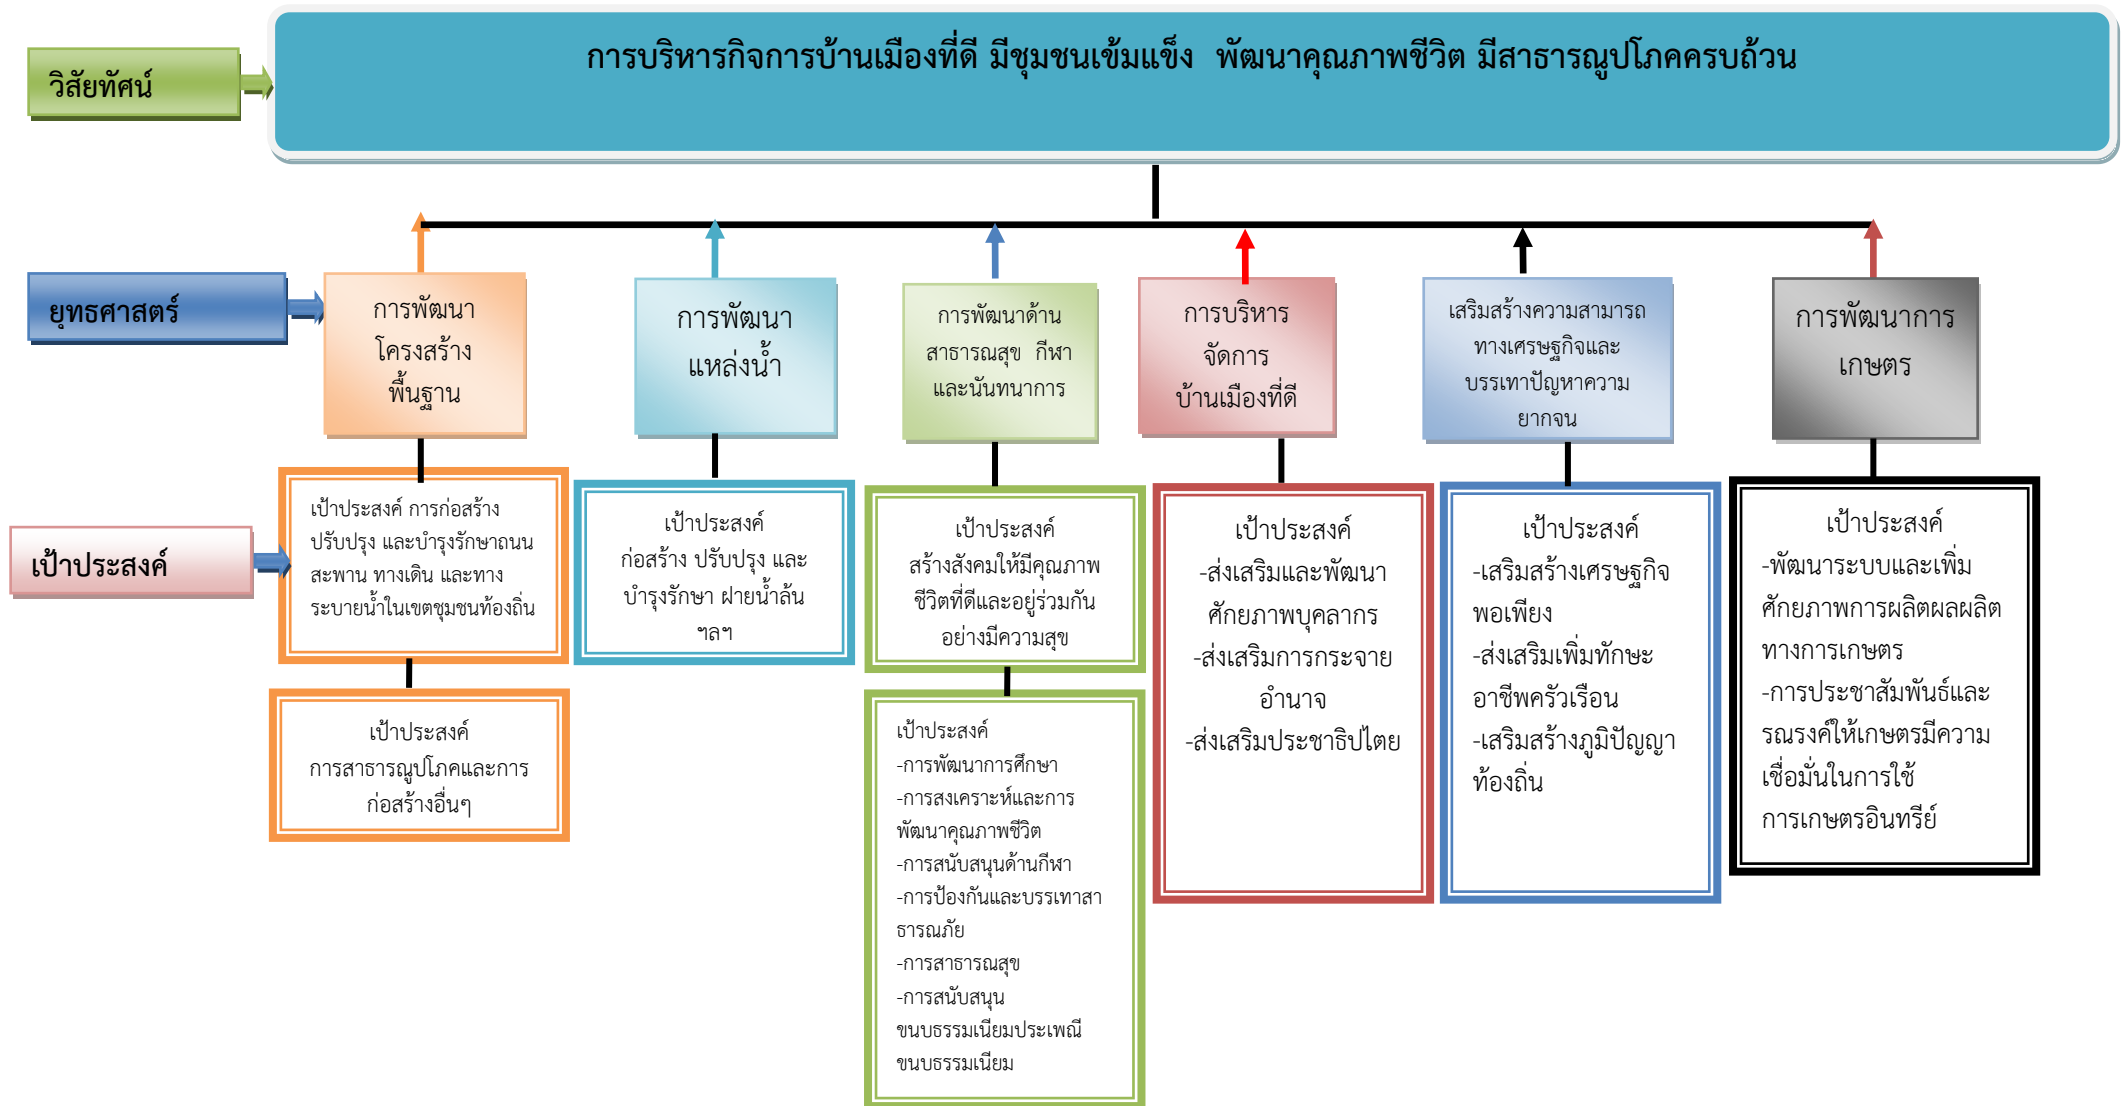 การบริหารกิจการบ้านเมืองที่ดี มีชุมชนเข้มแข็ง  พัฒนาคุณภาพชีวิต มีสาธารณูปโภคครบถ้วน
วิสัยทัศน์
ยุทธศาสตร์
การพัฒนา
โครงสร้าง
พื้นฐาน
การพัฒนา
แหล่งน้ำ
การพัฒนาด้าน
สาธารณสุข  กีฬา
และนันทนาการ
การบริหาร
จัดการ
บ้านเมืองที่ดี
เสริมสร้างความสามารถ
ทางเศรษฐกิจและ
บรรเทาปัญหาความ
ยากจน
การพัฒนาการ
เกษตร
เป้าประสงค์
เป้าประสงค์ การก่อสร้าง
ปรับปรุง และบำรุงรักษาถนน
สะพาน ทางเดิน และทาง
ระบายน้ำในเขตชุมชนท้องถิ่น
เป้าประสงค์
การสาธารณูปโภคและการ
ก่อสร้างอื่นๆ
เป้าประสงค์
ก่อสร้าง ปรับปรุง และ
บำรุงรักษา ฝายน้ำล้น
ฯลฯ
เป้าประสงค์
สร้างสังคมให้มีคุณภาพ
ชีวิตที่ดีและอยู่ร่วมกัน
อย่างมีความสุข
เป้าประสงค์
-การพัฒนาการศึกษา
-การสงเคราะห์และการ
พัฒนาคุณภาพชีวิต
-การสนับสนุนด้านกีฬา
-การป้องกันและบรรเทาสา
ธารณภัย
-การสาธารณสุข
-การสนับสนุน
ขนบธรรมเนียมประเพณี
ขนบธรรมเนียม
เป้าประสงค์
-ส่งเสริมและพัฒนา
ศักยภาพบุคลากร
-ส่งเสริมการกระจาย
อำนาจ
-ส่งเสริมประชาธิปไตย
เป้าประสงค์
-เสริมสร้างเศรษฐกิจ
พอเพียง
-ส่งเสริมเพิ่มทักษะ
อาชีพครัวเรือน
-เสริมสร้างภูมิปัญญา
ท้องถิ่น
เป้าประสงค์
-พัฒนาระบบและเพิ่ม
ศักยภาพการผลิตผลผลิต
ทางการเกษตร
-การประชาสัมพันธ์และ
รณรงค์ให้เกษตรมีความ
เชื่อมั่นในการใช้
การเกษตรอินทรีย์